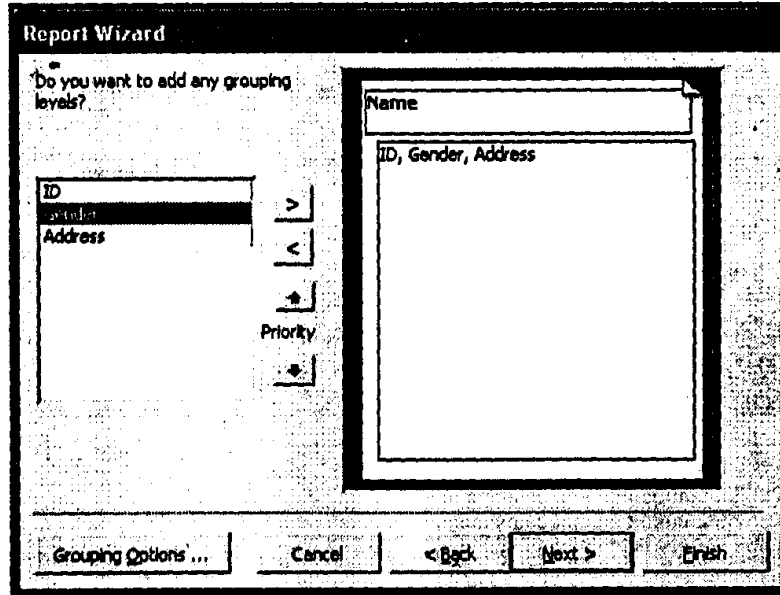 Report Wizard
Do you want to add any grouping
levels?
ID
Gender
Address
>
<
Priority
Name
ID, Gender, Address
Grouping Options ...
Cancel
< Back
Next >
Finish